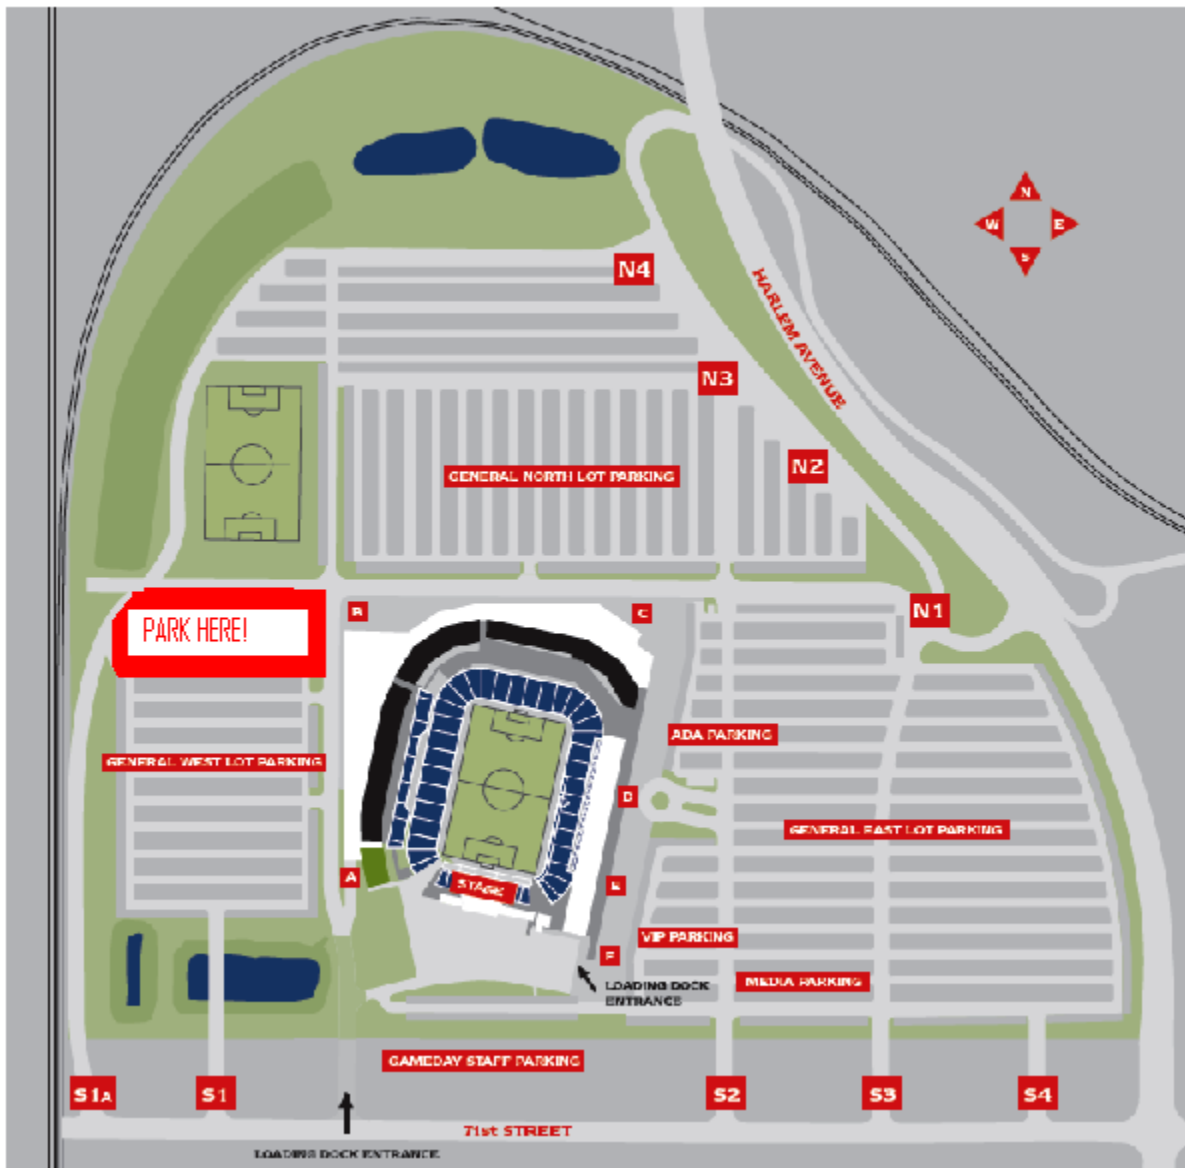 N
W E
S
N4
HARLEM AVENUE
N3
N2
GENERAL NORTH LOT PARKING
N1
B
C
PARK HERE!
ADA PARKING
GENERAL WEST LOT PARKING
D
GENERAL EAST LOT PARKING
A
STAGE
E
VIP PARKING
F
MEDIA PARKING
LOADING DOCK
ENTRANCE
GAMEDAY STAFF PARKING
S1A
S1
S2
S3
S4
71st STREET
LOADING DOCK ENTRANCE